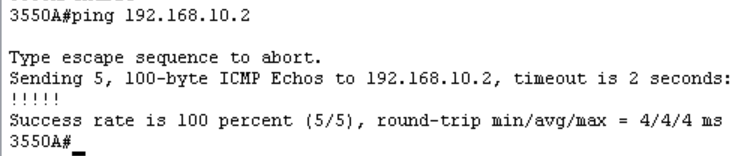 3550A#ping 192.168.10.2
Type escape sequence to abort.
Sending 5, 100-byte ICMP Echos to 192.168.10.2, timeout is 2 seconds:
!!!!!
Success rate is 100 percent (5/5), round-trip min/avg/max = 4/4/4 ms
3550A#